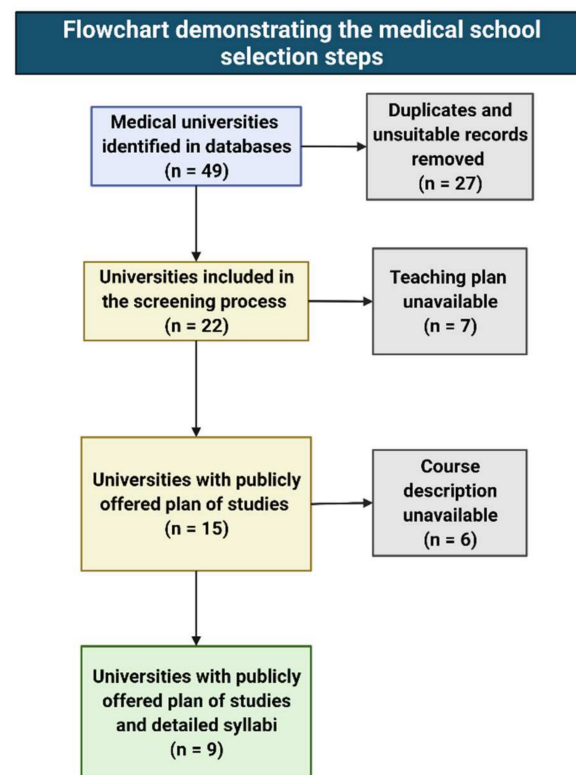 Flowchart demonstrating the medical school
selection steps
Medical universities
identified in databases
(n = 49)
Duplicates and
unsuitable records
removed
(n = 27)
Universities included in
the screening process
(n = 22)
Teaching plan
unavailable
(n = 7)
Universities with publicly
offered plan of studies
(n = 15)
Course
description
unavailable
(n = 6)
Universities with publicly
offered plan of studies
and detailed syllabi
(n = 9)